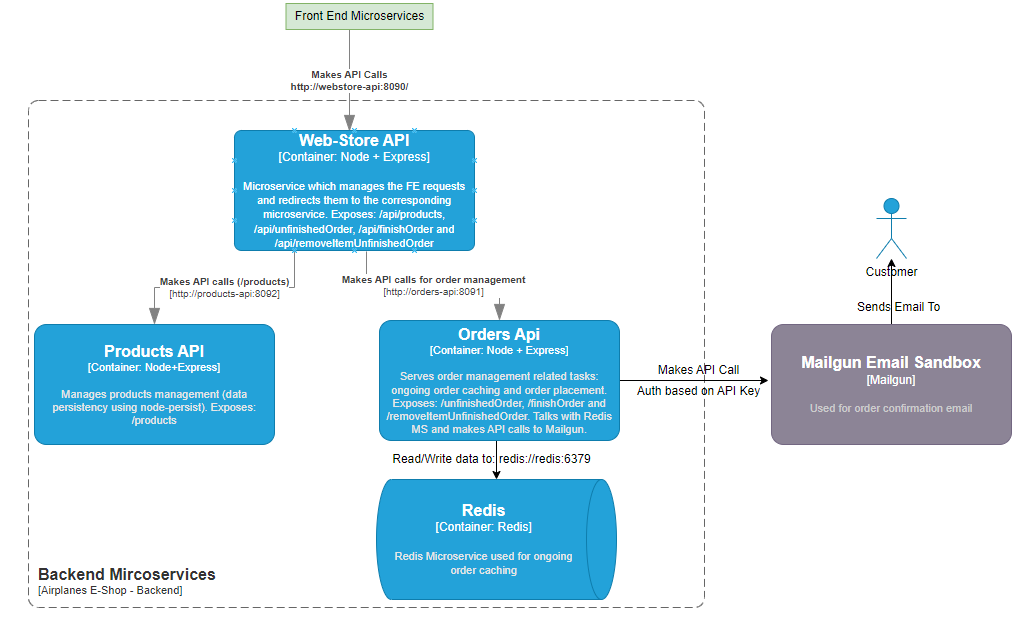 Front End Microservices
Makes API Calls
http://webstore-api:8090/
Web-Store API
[Container: Node + Express]
Microservice which manages the FE requests
and redirects them to the corresponding
microservice. Exposes: /api/products,
/api/unfinishedOrder, /api/finishOrder and
/api/removeItemUnfinishedOrder
Makes API calls (/products)
[http://products-api:8092]
Makes API calls for order management
[http://orders-api:8091]
Customer
Sends Email To
Products API
[Container: Node+Express]
Manages products management (data
persistency using node-persist). Exposes:
/products
Orders Api
[Container: Node + Express]
Serves order management related tasks:
ongoing order caching and order placement.
Exposes: /unfinishedOrder, /finishOrder and
/removeItemUnfinishedOrder. Talks with Redis
MS and makes API calls to Mailgun.
Makes API Call
Auth based on API Key
Mailgun Email Sandbox
[Mailgun]
Used for order confirmation email
Read/Write data to: redis://redis:6379
Redis
[Container: Redis]
Redis Microservice used for ongoing
order caching
Backend Mircoservices
[Airplanes E-Shop - Backend]